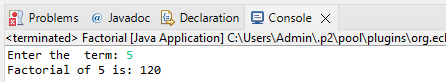 Problems @ Javadoc Declaration Console ×
<terminated> Factorial [Java Application] C:\Users\Admin\.p2\pool\plugins\org.ecl
Enter the  term: 5
Factorial of 5 is: 120